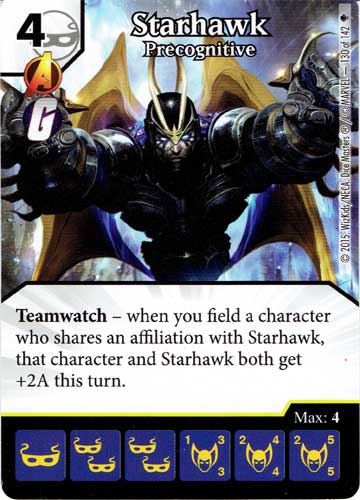 4
Starhawk
Precognitive
A
G
© 2015 WizKids/NECA. Dice Masters © / © MARVEL — 130 of 142
Teamwatch – when you field a character
who shares an affiliation with Starhawk,
that character and Starhawk both get
+2A this turn.
Max: 4
1 3 3
2 4 4
2 5 5